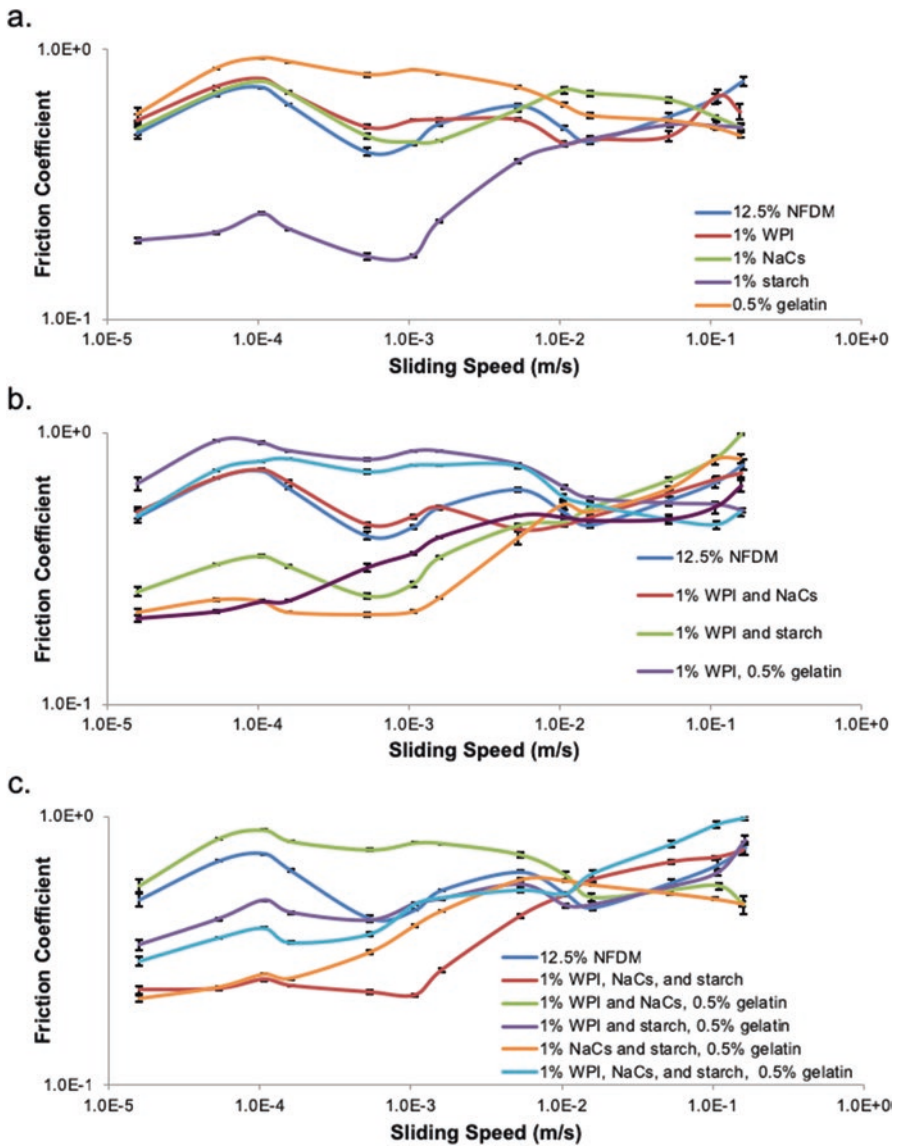 a.
1.0E+0
Friction Coefficient
12.5% NFDM
1% WPI
1% NaCs
1% starch
0.5% gelatin
1.0E-1
1.0E-5 1.0E-4 1.0E-3 1.0E-2 1.0E-1 1.0E+0
Sliding Speed (m/s)
b.
1.0E+0
Friction Coefficient
12.5% NFDM
1% WPI and NaCs
1% WPI and starch
1% WPI, 0.5% gelatin
1.0E-1
1.0E-5 1.0E-4 1.0E-3 1.0E-2 1.0E-1 1.0E+0
Sliding Speed (m/s)
c.
1.0E+0
Friction Coefficient
12.5% NFDM
1% WPI, NaCs, and starch
1% WPI and NaCs, 0.5% gelatin
1% WPI and starch, 0.5% gelatin
1% NaCs and starch, 0.5% gelatin
1% WPI, NaCs, and starch, 0.5% gelatin
1.0E-1
1.0E-5 1.0E-4 1.0E-3 1.0E-2 1.0E-1 1.0E+0
Sliding Speed (m/s)